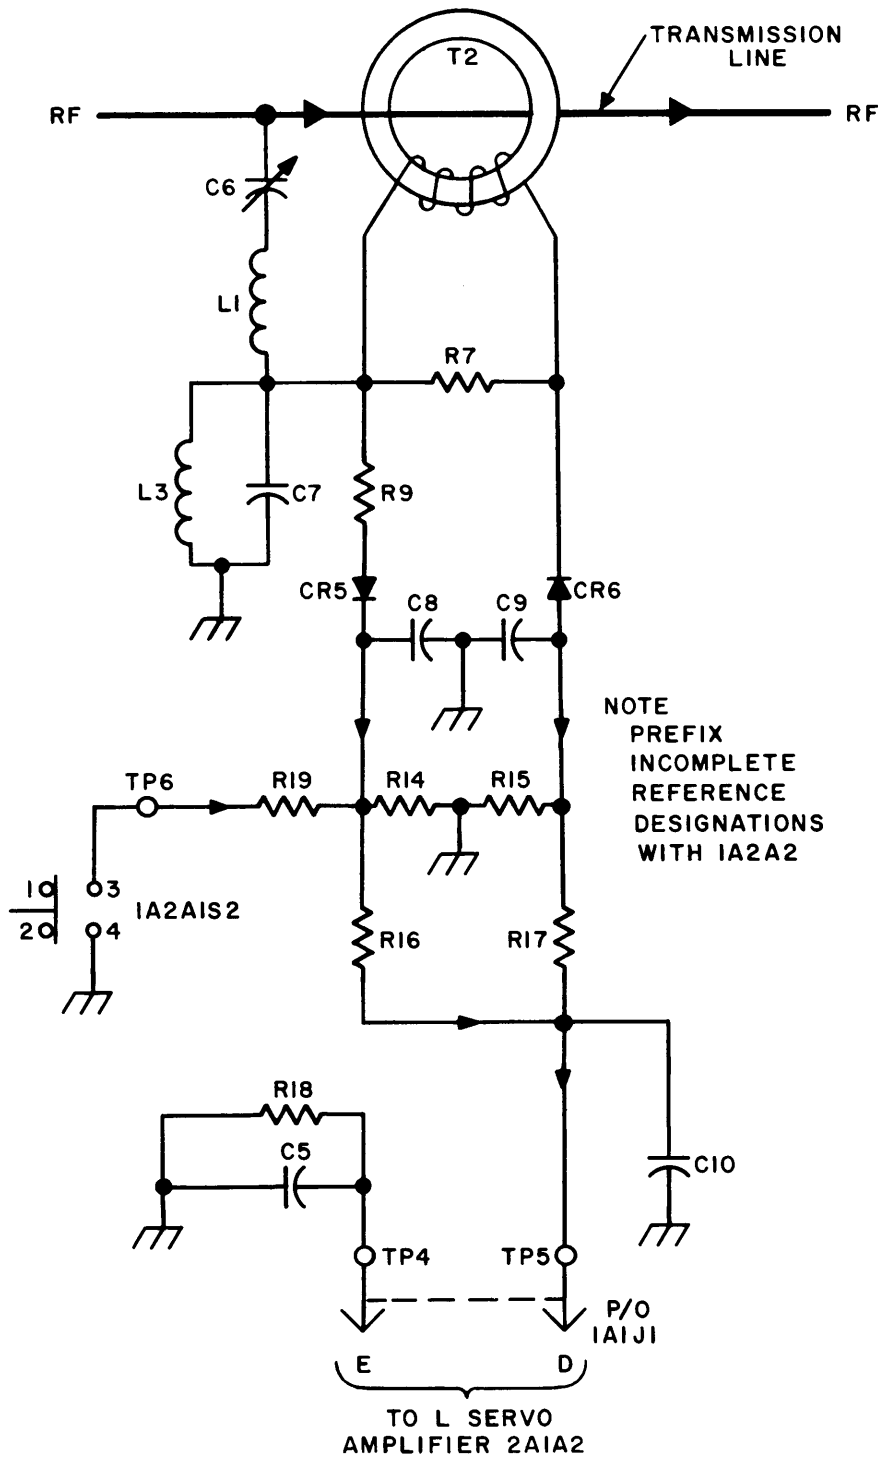 TRANSMISSION
LINE
T2
RF
RF
C6
L1
R7
L3
C7
R9
CR5
C8
C9
CR6
NOTE
PREFIX
INCOMPLETE
REFERENCE
DESIGNATIONS
WITH 1A2A2
TP6
R19
R14
R15
1
3
1A2A1S2
2
4
R16
R17
R18
C5
C10
TP4
TP5
P/O
1A1J1
E
D
TO L SERVO
AMPLIFIER 2A1A2